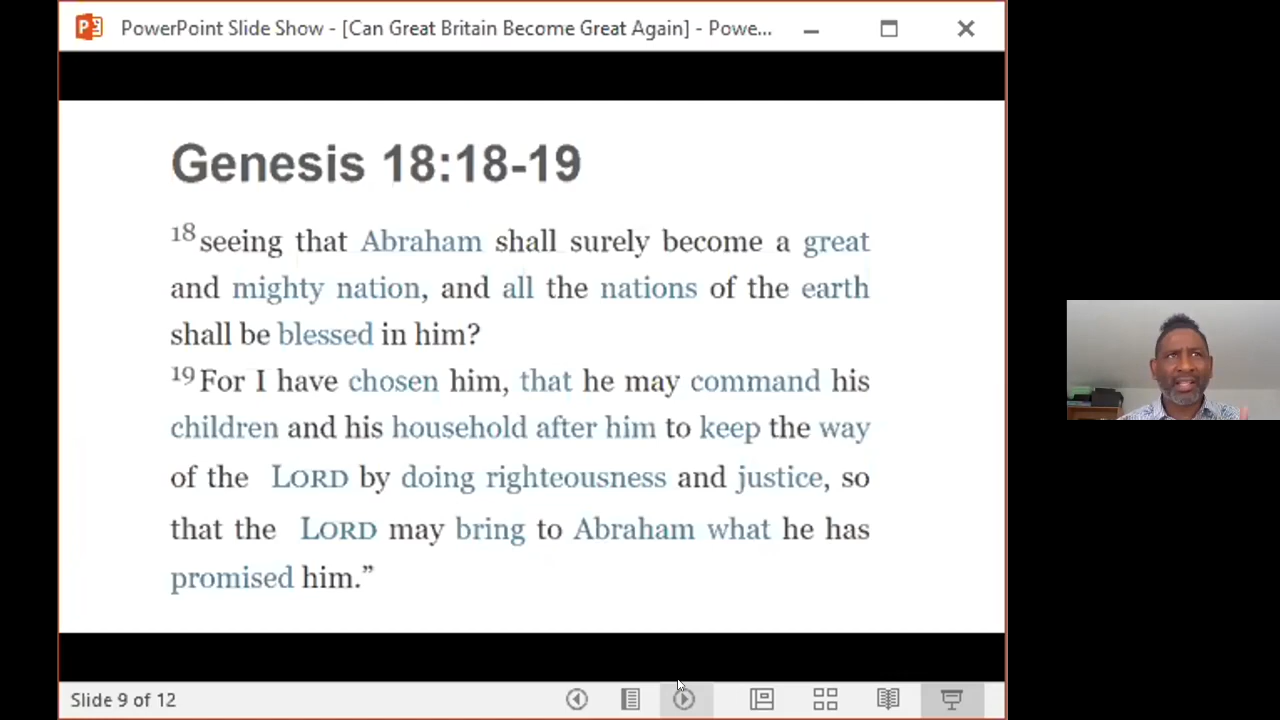 PowerPoint Slide Show - [Can Great Britain Become Great Again] - Powe...
Genesis 18:18-19
18 seeing that Abraham shall surely become a great
and mighty nation, and all the nations of the earth
shall be blessed in him?
19 For I have chosen him, that he may command his
children and his household after him to keep the way
of the LORD by doing righteousness and justice, so
that the LORD may bring to Abraham what he has
promised him.”
Slide 9 of 12